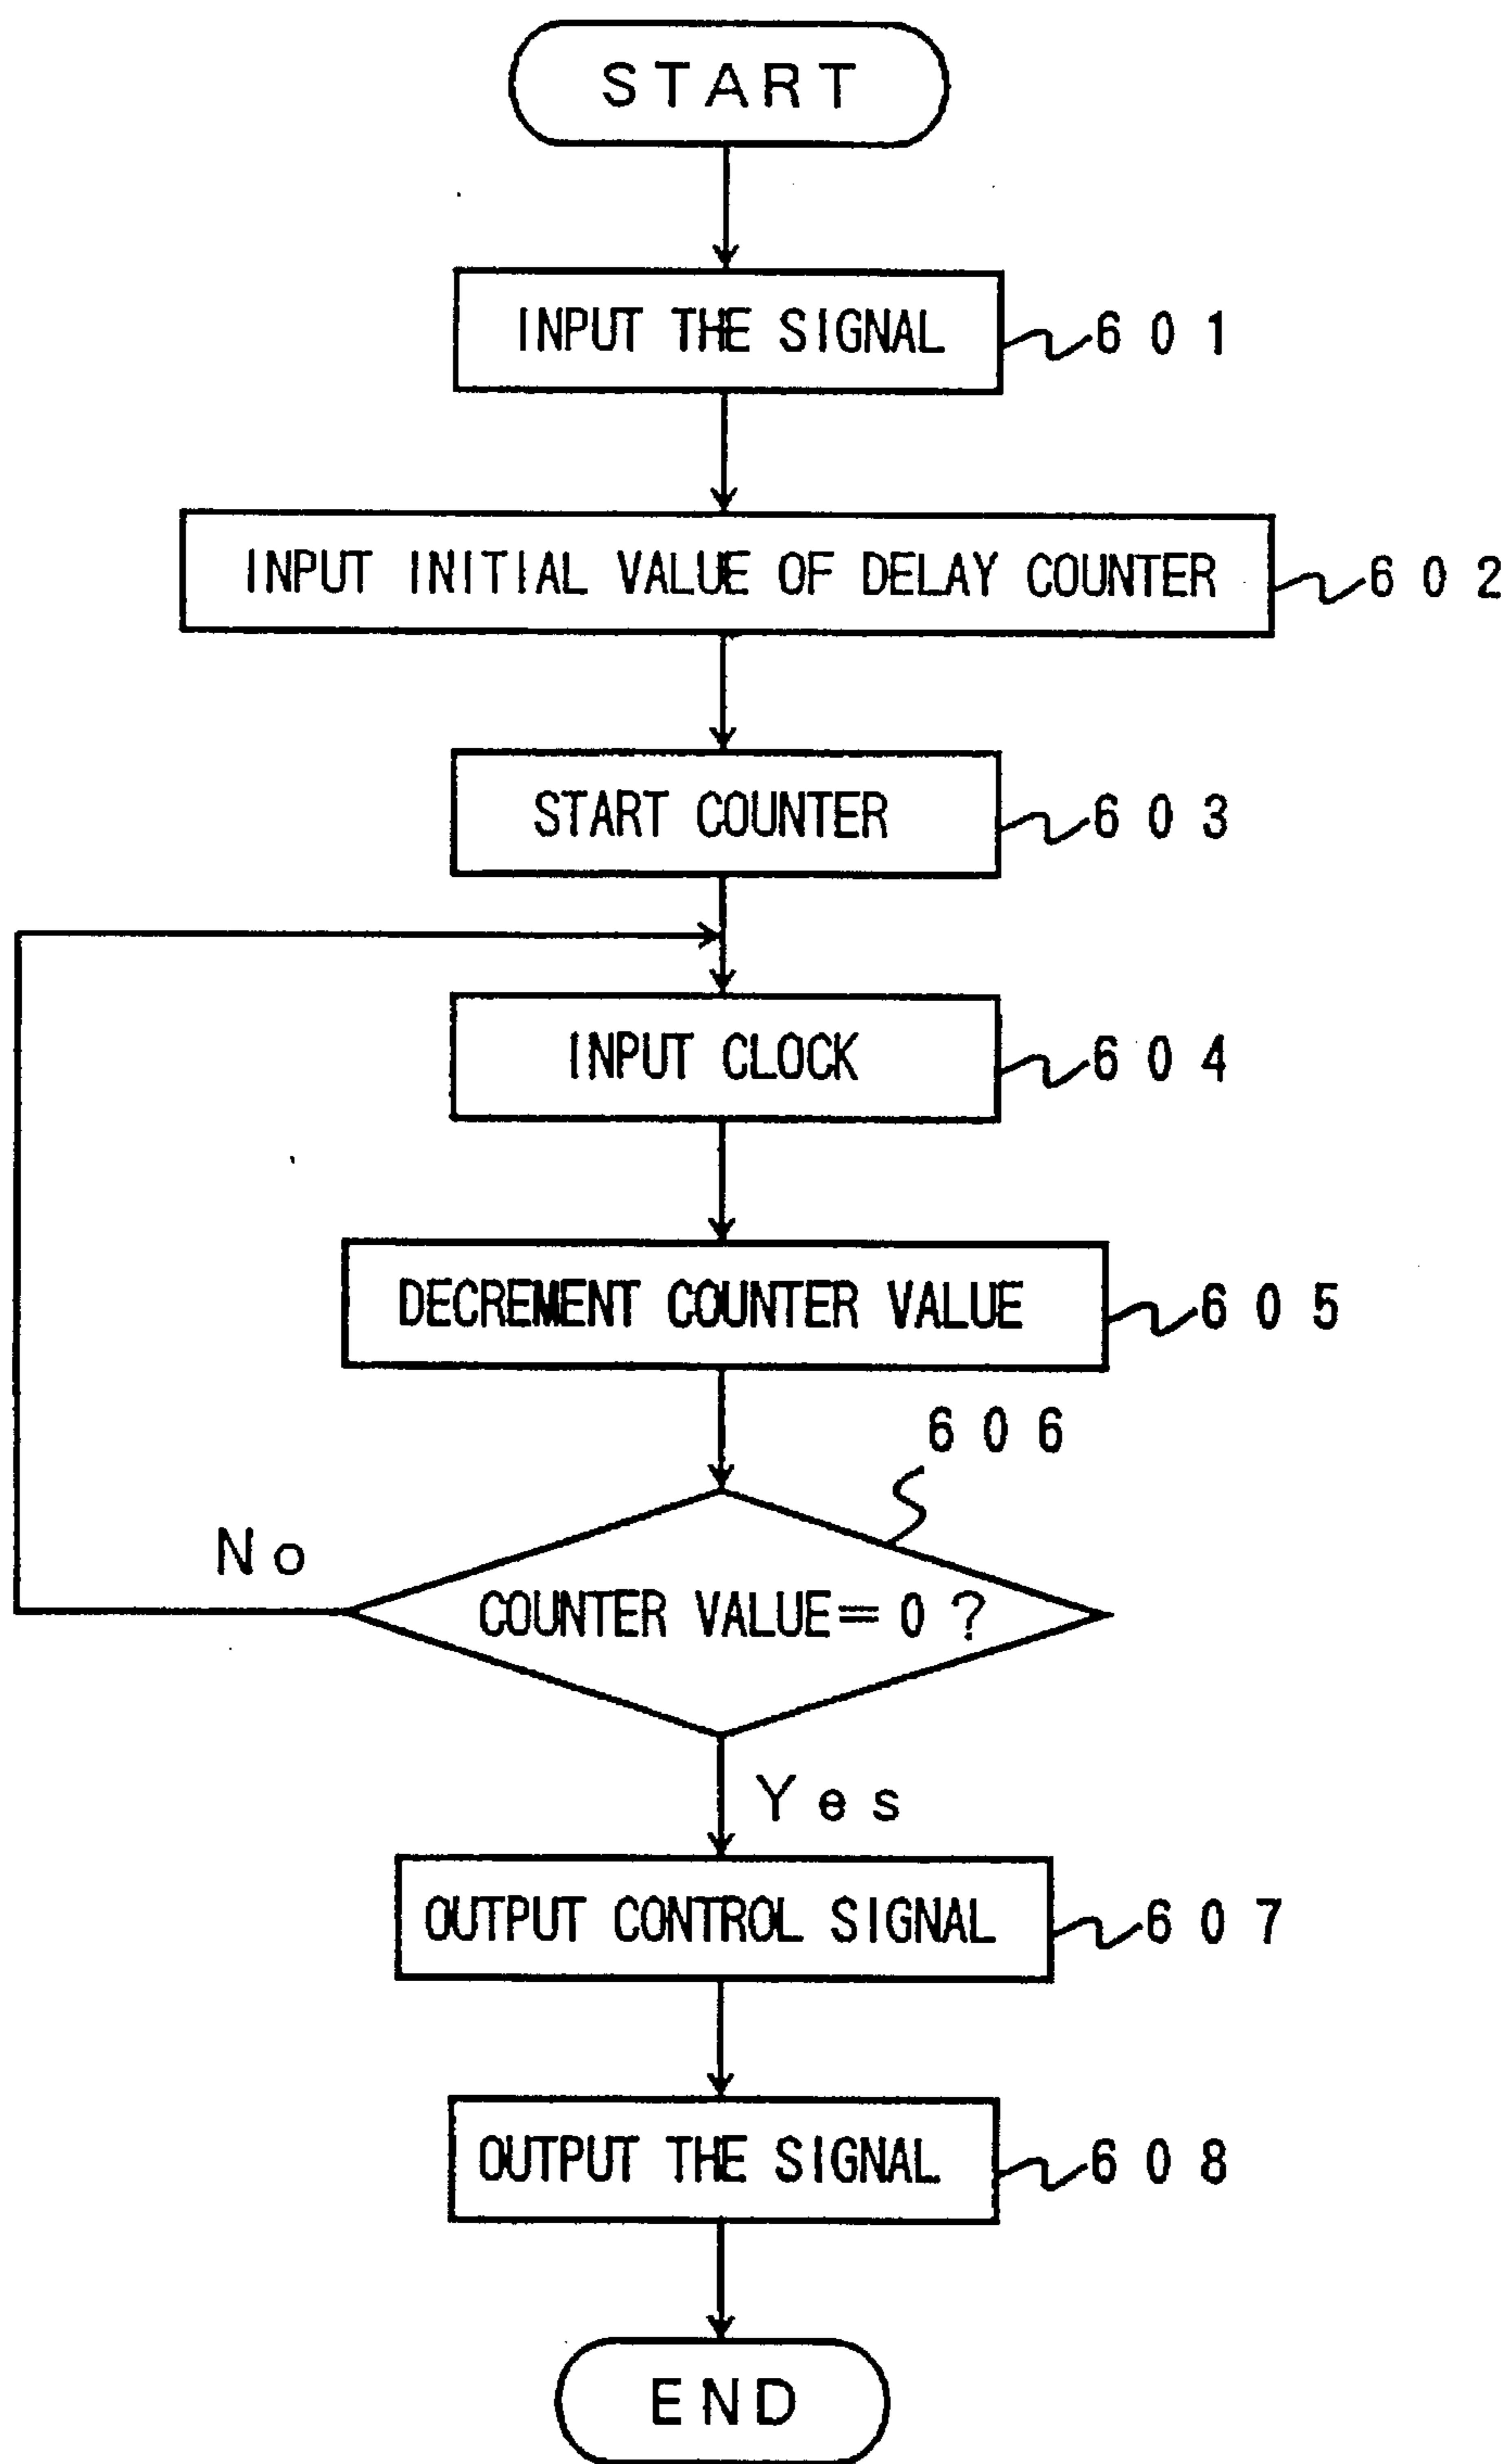 START
INPUT THE SIGNAL 601
INPUT INITIAL VALUE OF DELAY COUNTER 602
START COUNTER 603
INPUT CLOCK 604
DECREMENT COUNTER VALUE 605
606
No
COUNTER VALUE=0?
Yes
OUTPUT CONTROL SIGNAL 607
OUTPUT THE SIGNAL 608
END